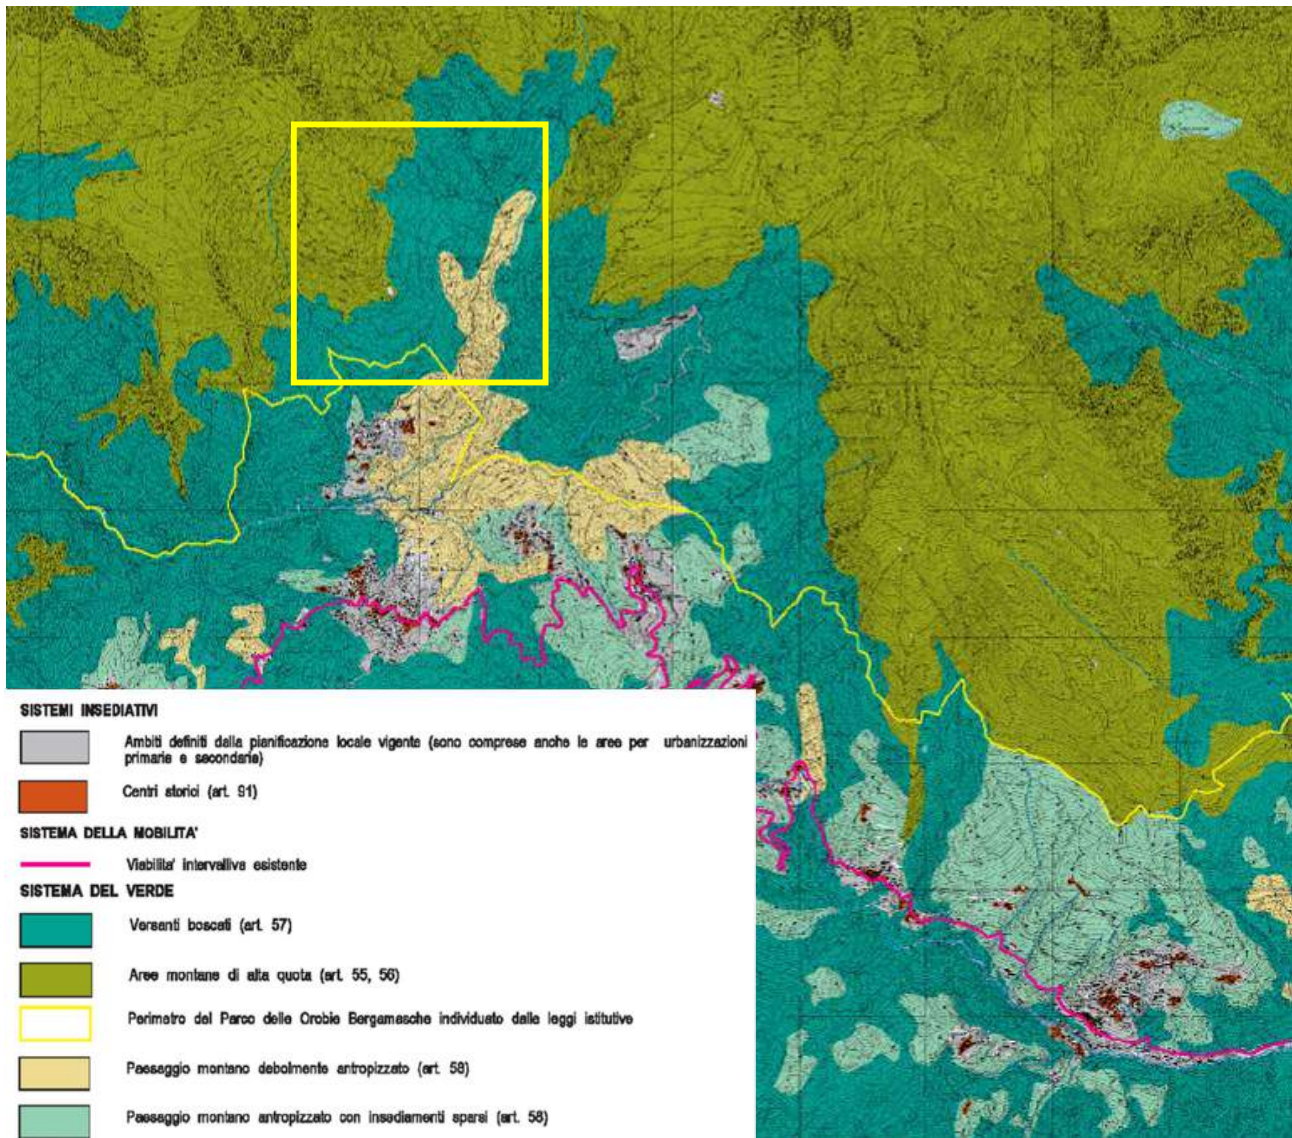 SISTEMI INSEDIATIVI
Ambiti definiti dalla pianificazione locale vigente (sono comprese anche le aree per urbanizzazioni
primarie e secondarie)
Centri storici (art. 91)
SISTEMA DELLA MOBILITA'
Viabilita' intervalliva esistente
SISTEMA DEL VERDE
Versanti boscati (art. 57)
Aree montane di alta quota (art. 55, 56)
Perimetro del Parco delle Orobie Bergamasche individuato dalle leggi istitutive
Paesaggio montano debolmente antropizzato (art. 58)
Paesaggio montano antropizzato con insediamenti sparsi (art. 58)